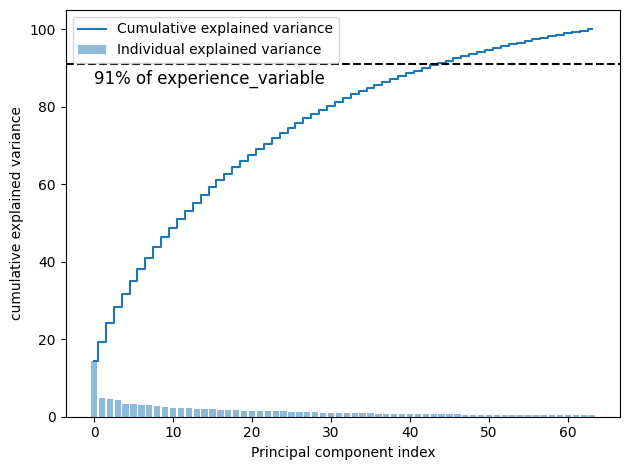 Cumulative explained variance
Individual explained variance
91% of experience_variable
100
80
60
40
20
0
cumulative explained variance
0 10 20 30 40 50 60
Principal component index